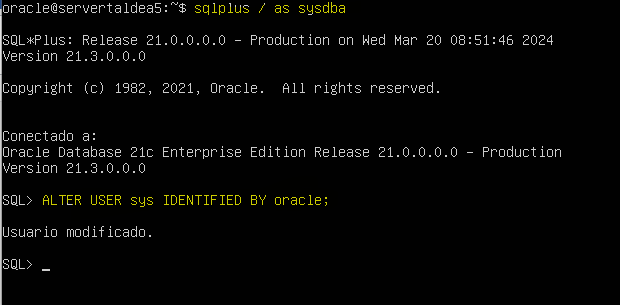 oracle@servertaldea5:~$ sqlplus / as sysdba
SQL*Plus: Release 21.0.0.0.0 - Production on Wed Mar 20 08:51:46 2024
Version 21.3.0.0.0
Copyright (c) 1982, 2021, Oracle.  All rights reserved.
Conectado a:
Oracle Database 21c Enterprise Edition Release 21.0.0.0.0 - Production
Version 21.3.0.0.0
SQL> ALTER USER sys IDENTIFIED BY oracle;
Usuario modificado.
SQL> _